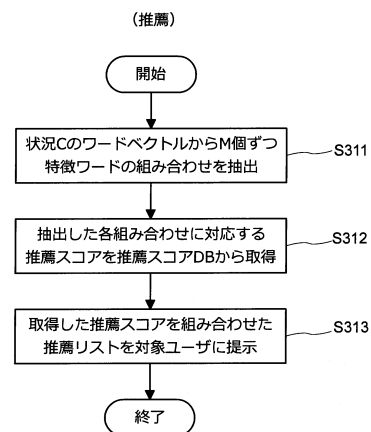 （推薦）
開始
状況CのワードベクトルからM個ずつ
特徴ワードの組み合わせを抽出
S311
抽出した各組み合わせに対応する
推薦スコアを推薦スコアDBから取得
S312
取得した推薦スコアを組み合わせた
推薦リストを対象ユーザに提示
S313
終了